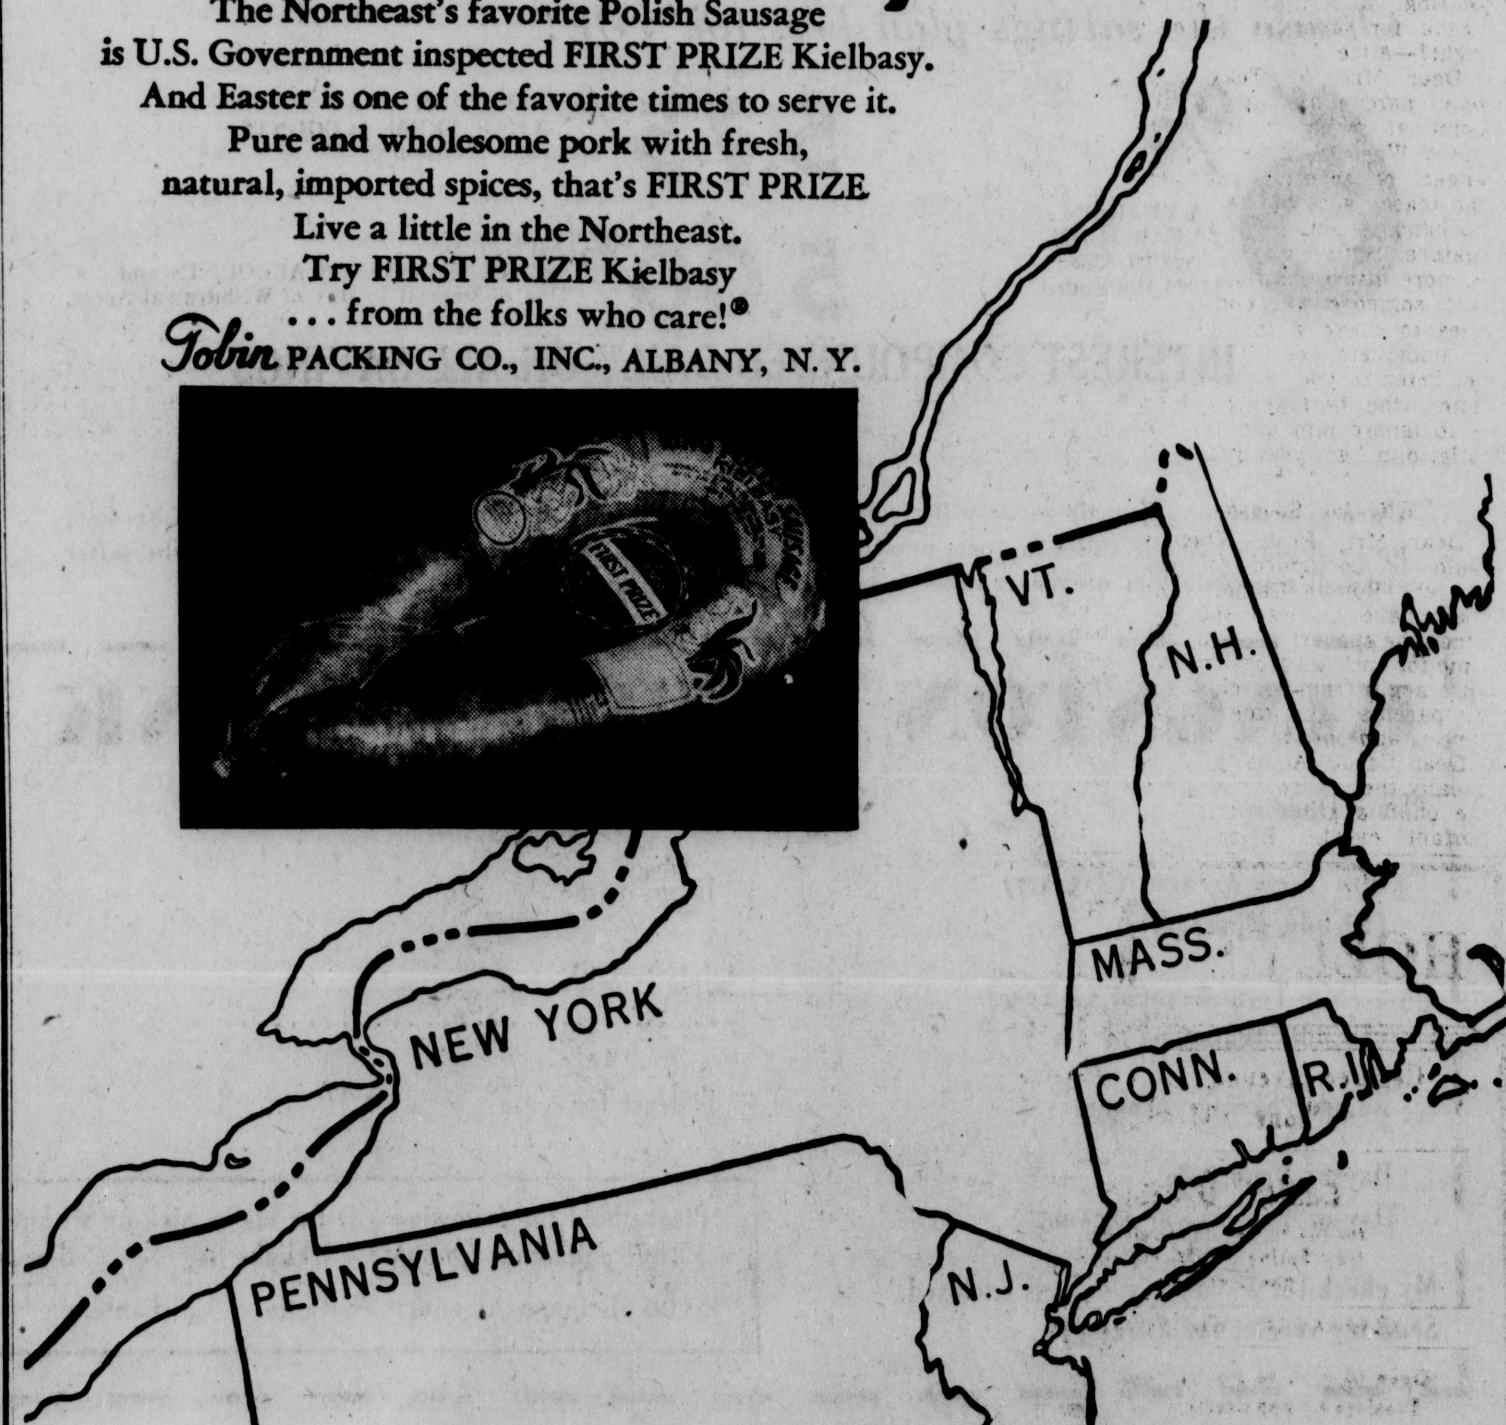 The Northeast's favorite Polish Sausage
is U.S. Government inspected FIRST PRIZE Kielbasy.
And Easter is one of the favorite times to serve it.
Pure and wholesome pork with fresh,
natural, imported spices, that's FIRST PRIZE
Live a little in the Northeast.
Try FIRST PRIZE Kielbasy
... from the folks who care!®
Tobin PACKING CO., INC., ALBANY, N. Y.
FIRST PRIZE
VT.
N.H.
MASS.
NEW YORK
CONN.
R.I.
PENNSYLVANIA
N.J.